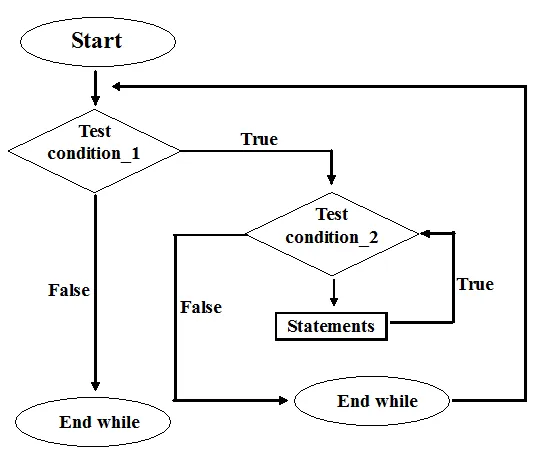 Start
Test
condition_1
True
Test
condition_2
False
False
True
Statements
End while
End while